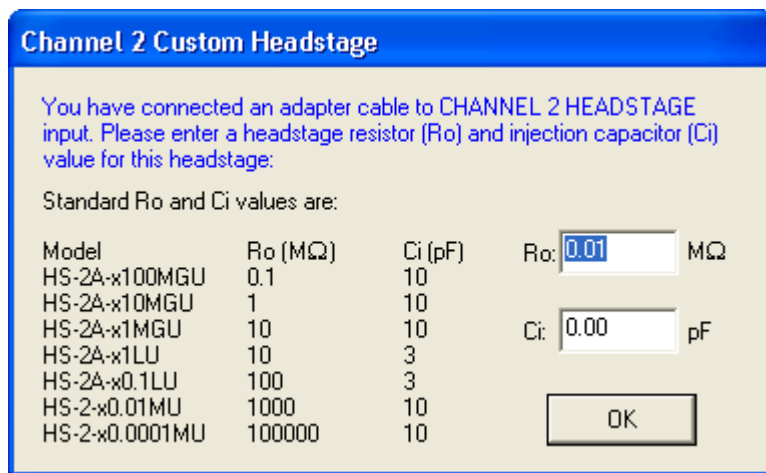 Channel 2 Custom Headstage
You have connected an adapter cable to CHANNEL 2 HEADSTAGE
input. Please enter a headstage resistor (Ro) and injection capacitor (Ci)
value for this headstage:
Standard Ro and Ci values are:
Model Ro (MΩ) Ci (pF)
HS-2A-x100MGU 0.1 10
HS-2A-x10MGU 1 10
HS-2A-x1MGU 10 10
HS-2A-x1LU 10 3
HS-2A-x0.1LU 100 3
HS-2-x0.01MU 1000 10
HS-2-x0.0001MU 100000 10
Ro: 0.01 MΩ
Ci: 0.00 pF
OK